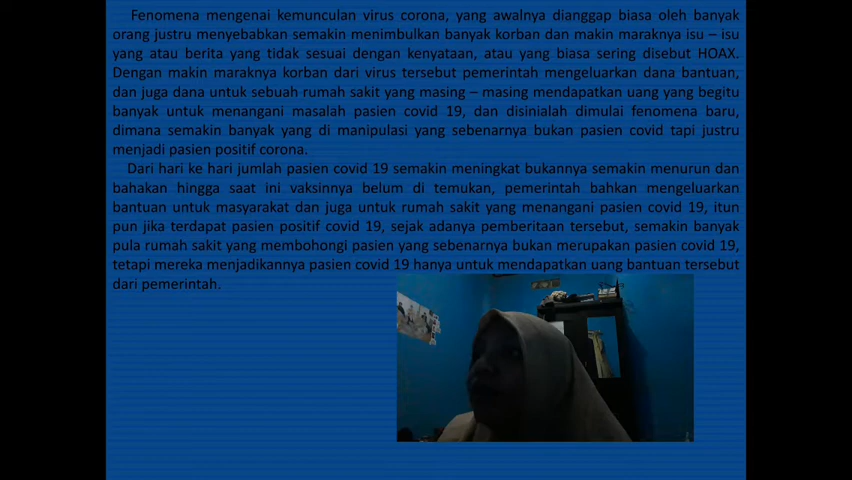 Fenomena mengenai kemunculan virus corona, yang awalnya dianggap biasa oleh banyak
orang justru menyebabkan semakin menimbulkan banyak korban dan makin maraknya isu – isu
yang atau berita yang tidak sesuai dengan kenyataan, atau yang biasa sering disebut HOAX.
Dengan makin maraknya korban dari virus tersebut pemerintah mengeluarkan dana bantuan,
dan juga dana untuk sebuah rumah sakit yang masing – masing mendapatkan uang yang begitu
banyak untuk menangani masalah pasien covid 19, dan disinialah dimulai fenomena baru,
dimana semakin banyak yang di manipulasi yang sebenarnya bukan pasien covid tapi justru
menjadi pasien positif corona.
Dari hari ke hari jumlah pasien covid 19 semakin meningkat bukannya semakin menurun dan
bahakan hingga saat ini vaksinnya belum di temukan, pemerintah bahkan mengeluarkan
bantuan untuk masyarakat dan juga untuk rumah sakit yang menangani pasien covid 19, itun
pun jika terdapat pasien positif covid 19, sejak adanya pemberitaan tersebut, semakin banyak
pula rumah sakit yang membohongi pasien yang sebenarnya bukan merupakan pasien covid 19,
tetapi mereka menjadikannya pasien covid 19 hanya untuk mendapatkan uang bantuan tersebut
dari pemerintah.